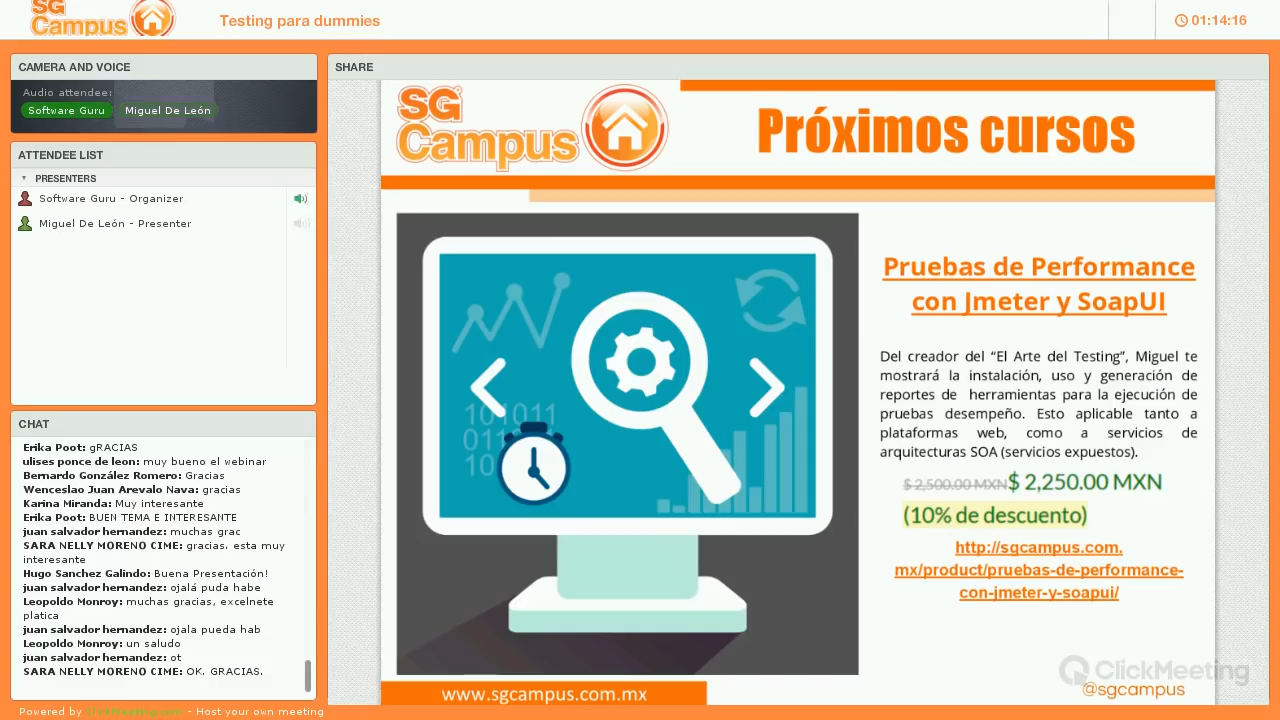 SG
Campus
Testing para dummies
01:14:16
CAMERA AND VOICE
Audio attendee:
Software Guru
Miguel De León
ATTENDEE LIST
PRESENTERS
Software Guru - Organizer
Miguel De León - Presenter
CHAT
Erika Poot: gRACIAS
ulises ponce de leon: muy bueno el webinar
Bernardo González Romero: Gracias
Wenceslao Juan Arevalo Nava: gracias
Karina Miranda: Muy interesante
Erika Poot: BUEN TEMA E INTERESANTE
juan salvador hernandez: muchas grac
SARA NELLY MORENO CIME: gracias, esta muy
interesante
Hugo Sanchez Galindo: Buena Presentación!
juan salvador hernandez: ojalá puda habe
Leopoldo Monroy: muchas gracias, excelnete
platica
juan salvador hernandez: ojala pueda hab
Leopoldo Monroy: un saludo
juan salvador hernandez: ot
SARA NELLY MORENO CIME: OK, GRACIAS.
Powered by ClickMeeting.com - Host your own meeting
SHARE
SG
Campus
Próximos cursos
101011
011
10
Pruebas de Performance
con Jmeter y SoapUI
Del creador del “El Arte del Testing”, Miguel te
mostrará la instalación, uso y generación de
reportes de herramientas para la ejecución de
pruebas desempeño. Esto aplicable tanto a
plataformas web, como a servicios de
arquitecturas SOA (servicios expuestos).
$ 2,500.00 MXN $ 2,250.00 MXN
(10% de descuento)
http://sgcampus.com.
mx/product/pruebas-de-performance-
con-jmeter-y-soapui/
ClickMeeting
www.sgcampus.com.mx
@sgcampus